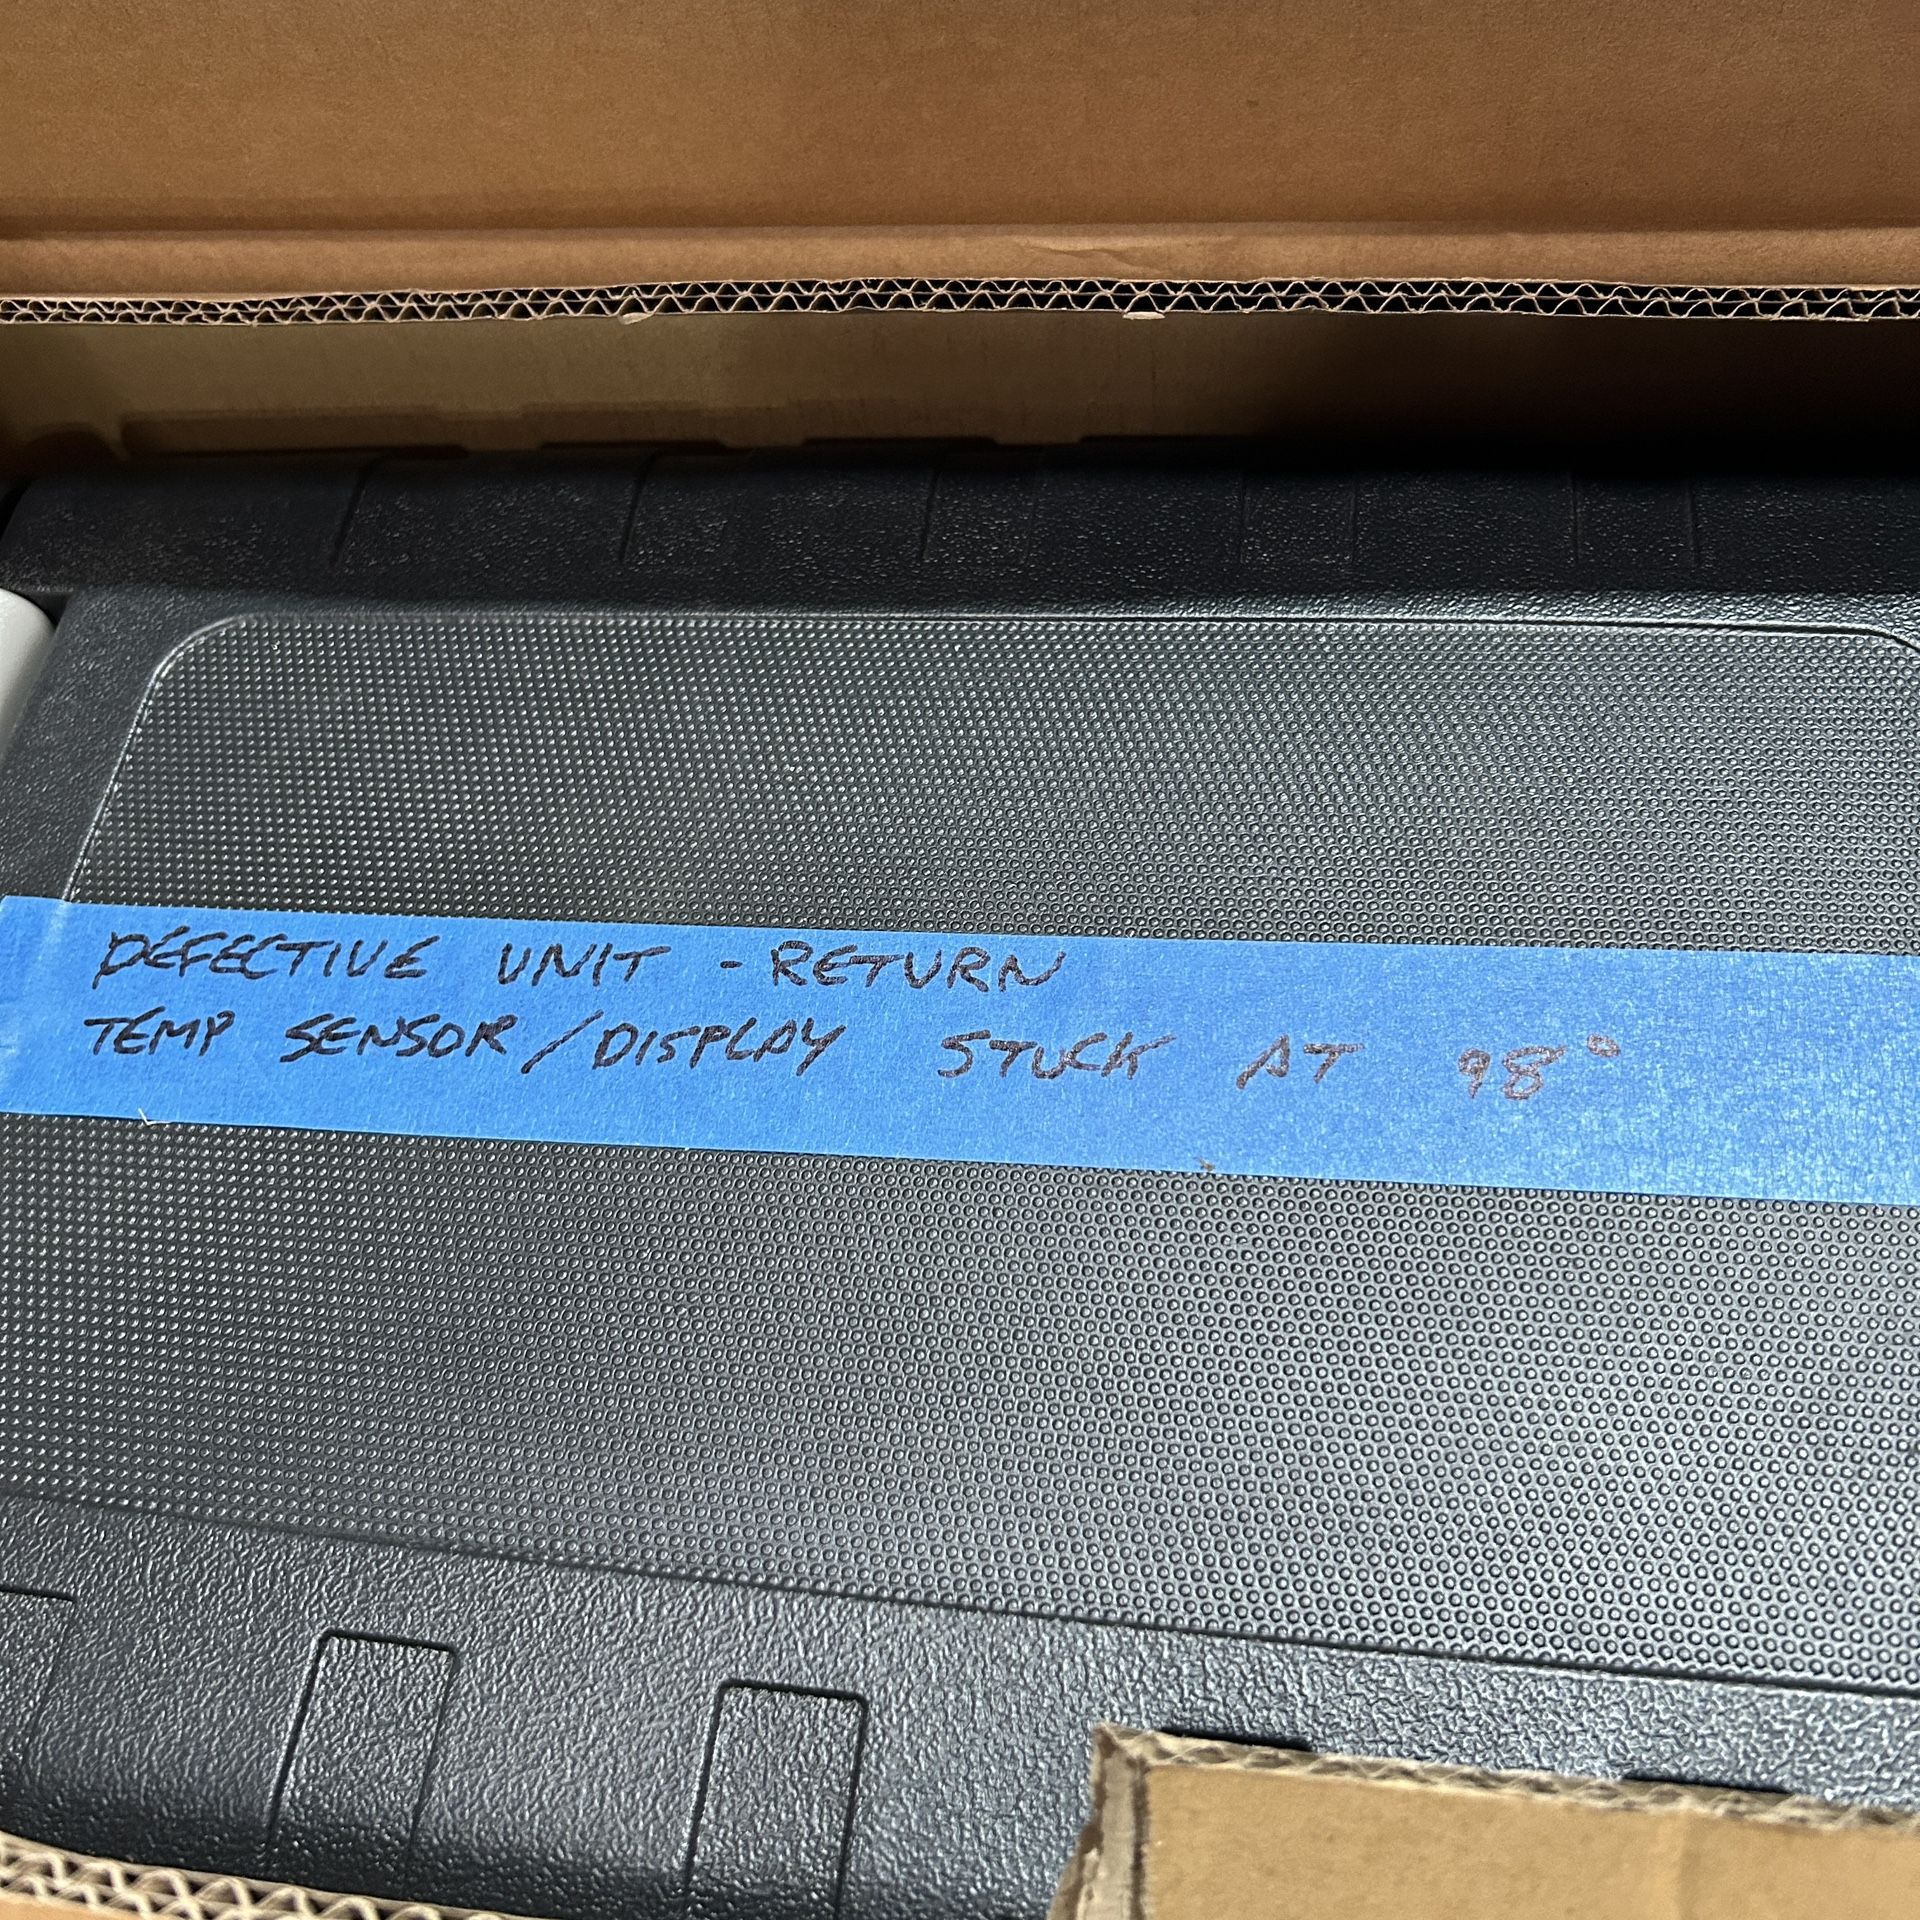 DEFECTIVE UNIT - RETURN
TEMP SENSOR/DISPLAY STUCK AT 98°